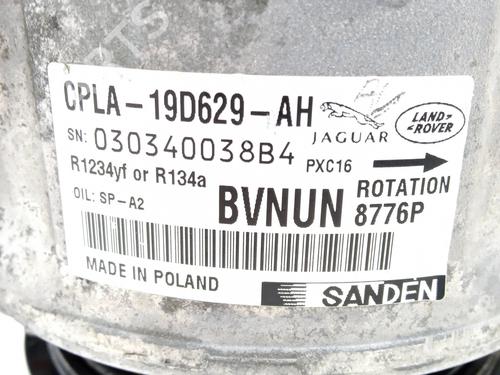 CPLA-19D629-AH
JAGUAR
LAND-
ROVER
SN: 030340038B4
PXC16
R1234yf or R134a
ROTATION
OIL: SP-A2
BVNUN 8776P
MADE IN POLAND
SANDEN